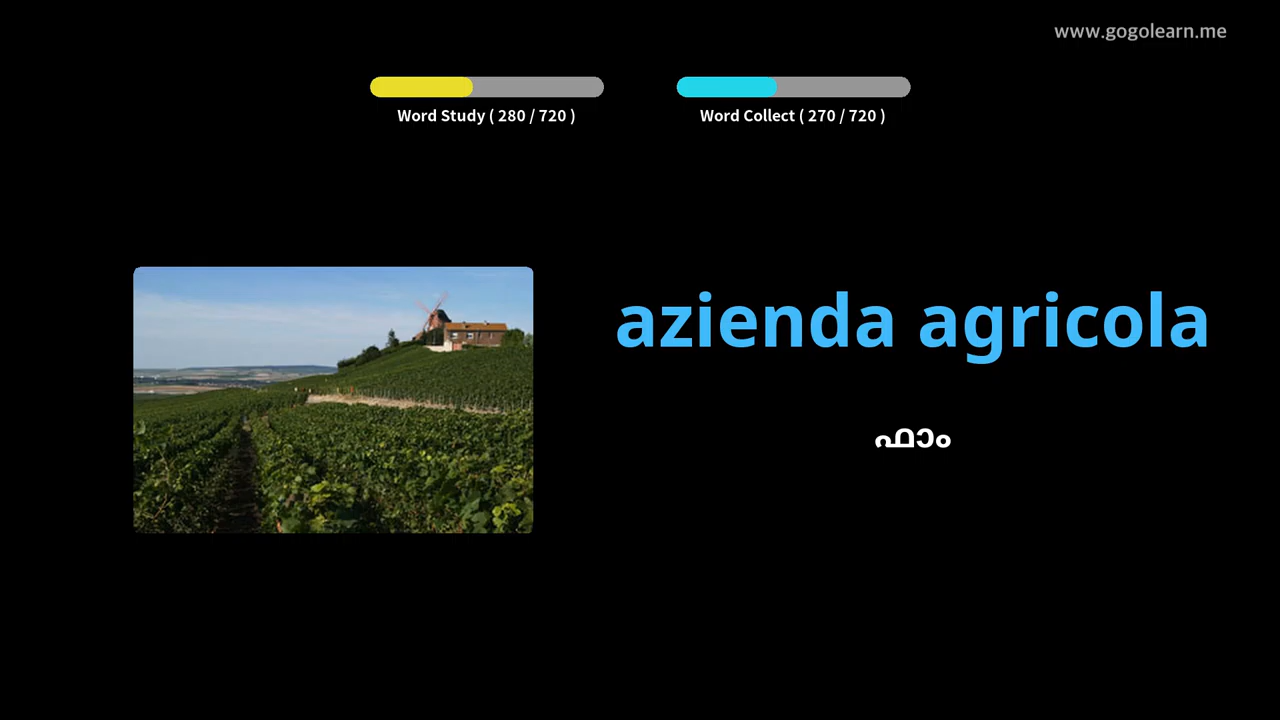 www.gogolearn.me
Word Study ( 280 / 720 )
Word Collect ( 270 / 720 )
azienda agricola
ഫാം